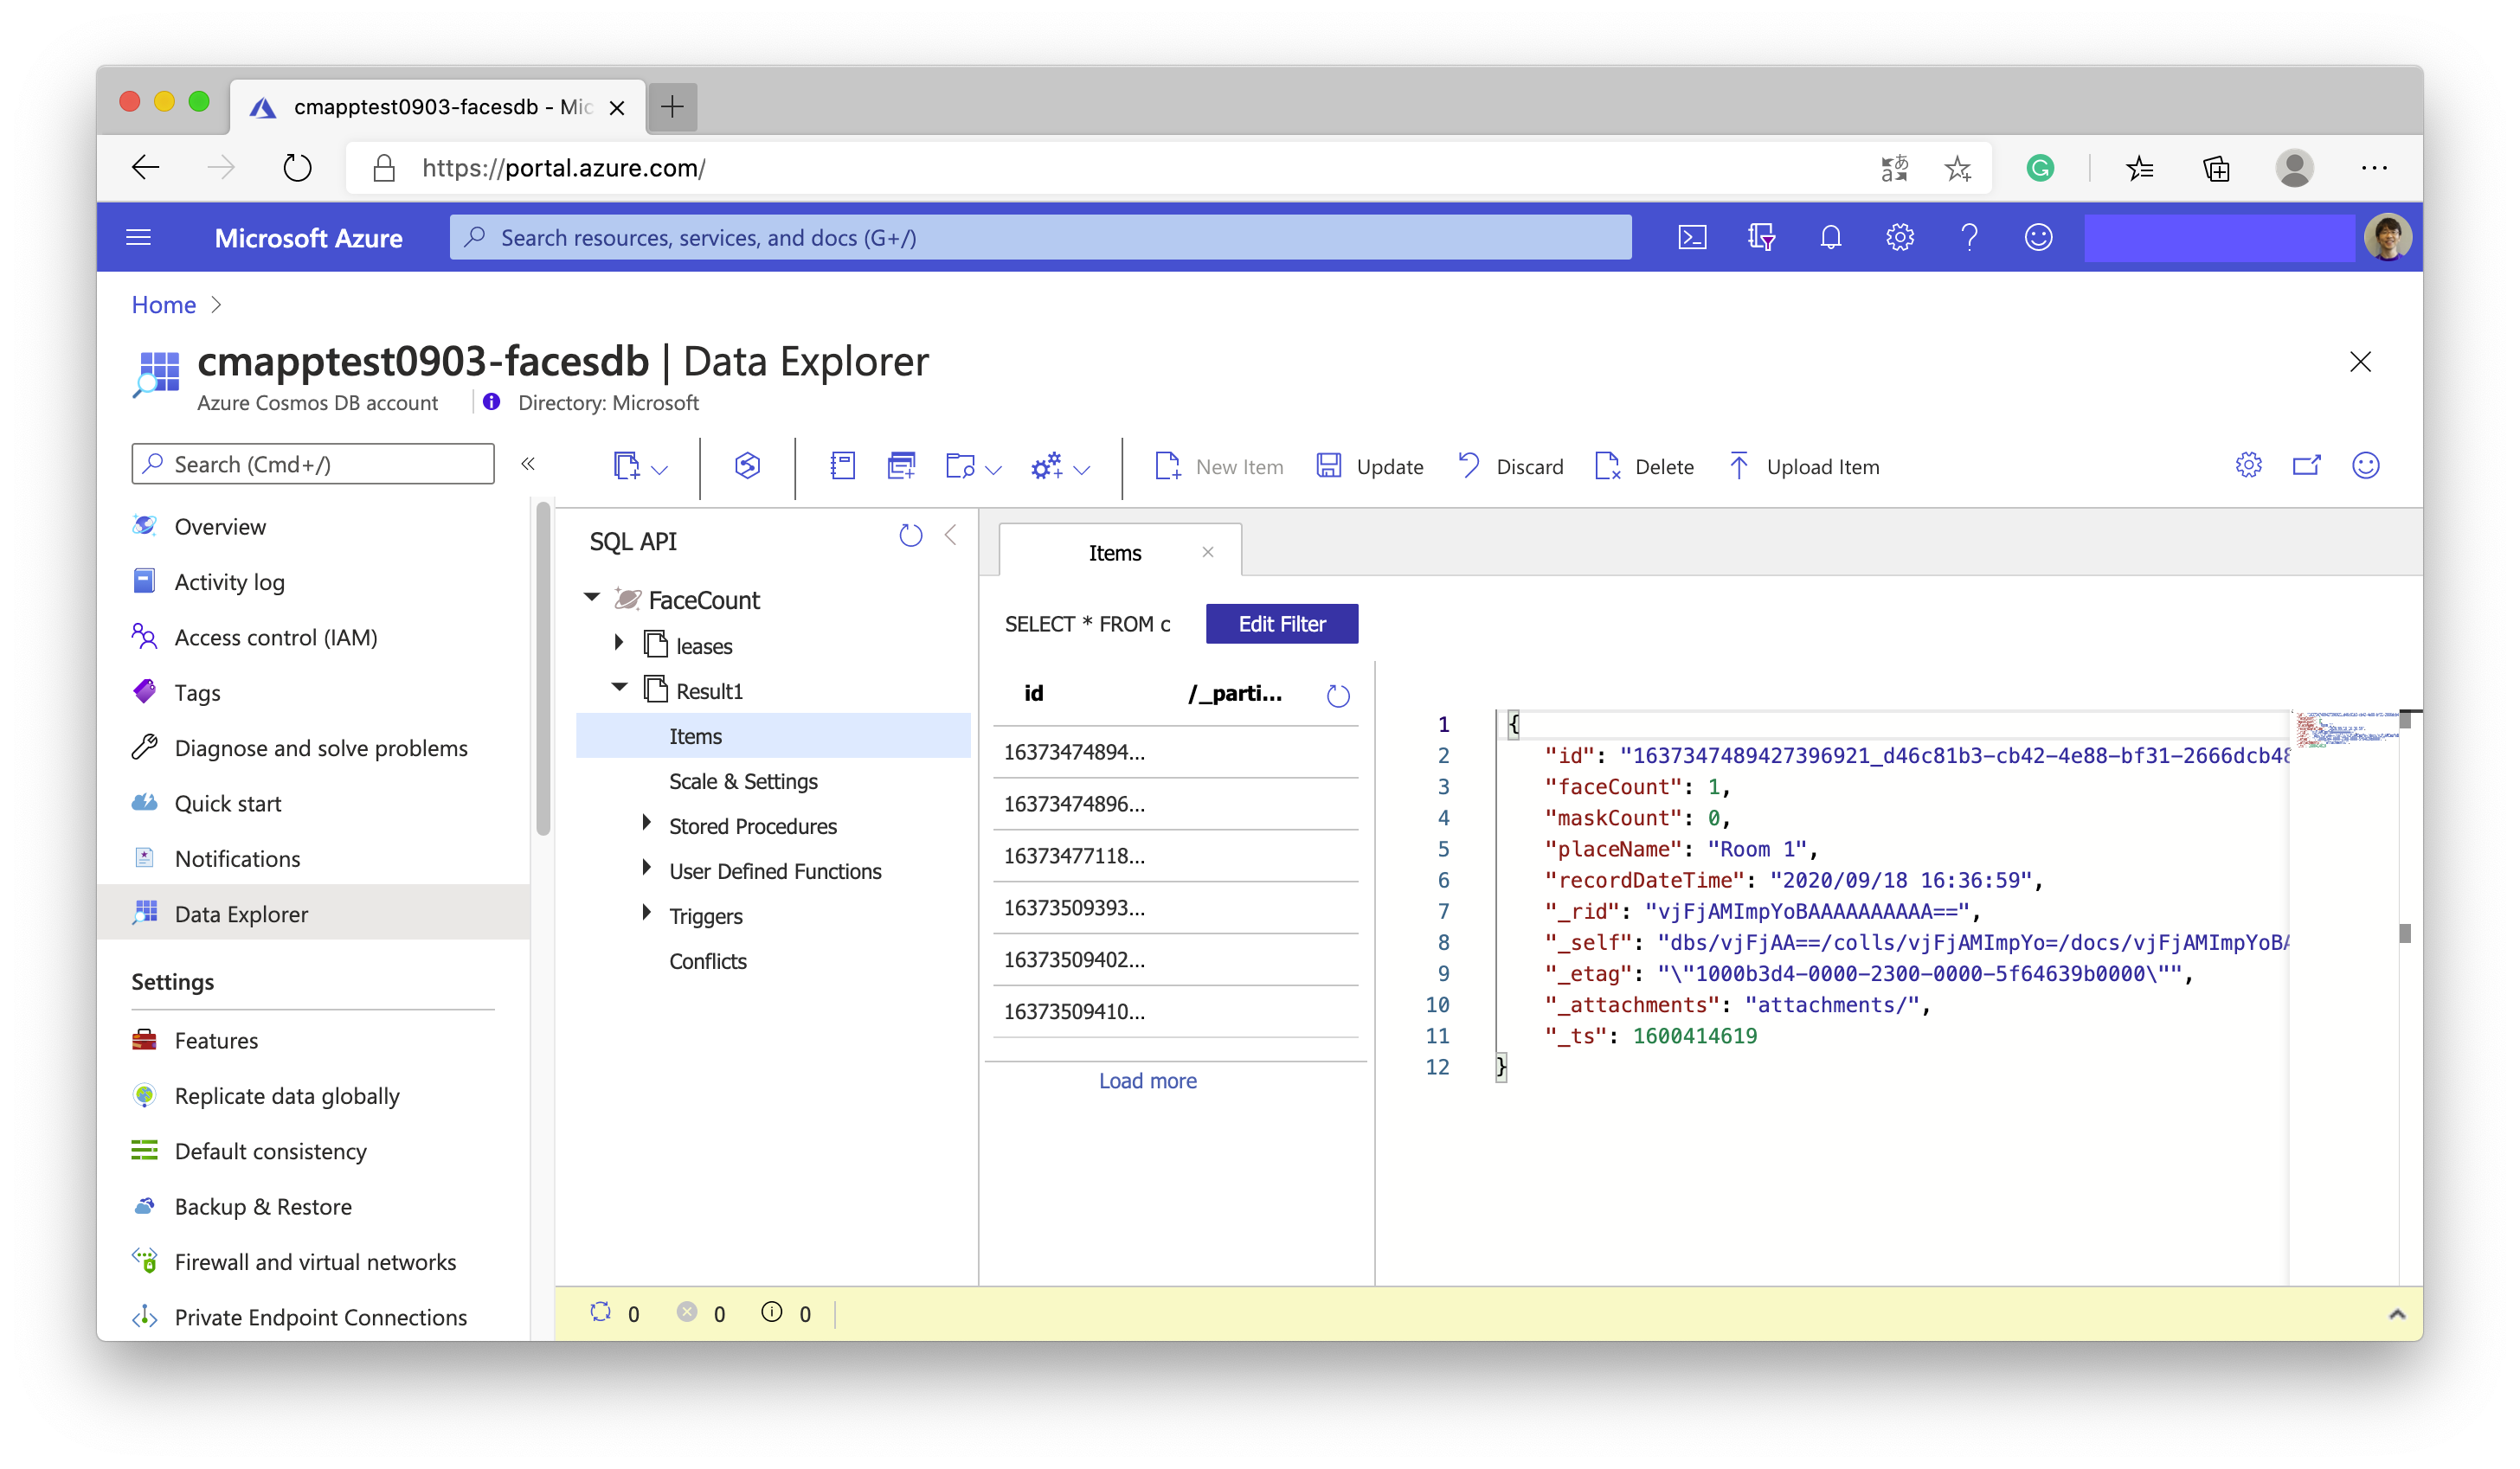 cmapptest0903-facesdb - Mic
https://portal.azure.com/
Microsoft Azure
Search resources, services, and docs (G+/)
Home
cmapptest0903-facesdb | Data Explorer
Azure Cosmos DB account
Directory: Microsoft
Search (Cmd+/)
New Item
Update
Discard
Delete
Upload Item
Overview
Activity log
Access control (IAM)
Tags
Diagnose and solve problems
Quick start
Notifications
Data Explorer
Settings
Features
Replicate data globally
Default consistency
Backup & Restore
Firewall and virtual networks
Private Endpoint Connections
SQL API
FaceCount
leases
Result1
Items
Scale & Settings
Stored Procedures
User Defined Functions
Triggers
Conflicts
Items
SELECT * FROM c
Edit Filter
id /_parti...
16373474894...
16373474896...
16373477118...
16373509393...
16373509402...
16373509410...
Load more
1 {
2 "id": "1637347489427396921_d46c81b3-cb42-4e88-bf31-2666dcb48
3 "faceCount": 1,
4 "maskCount": 0,
5 "placeName": "Room 1",
6 "recordDateTime": "2020/09/18 16:36:59",
7 "_rid": "vjFjAMImpYoBAAAAAAAAAA==",
8 "_self": "dbs/vjFjAA==/colls/vjFjAMImpYo=/docs/vjFjAMImpYoBA
9 "_etag": "\"1000b3d4-0000-2300-0000-5f64639b0000\"",
10 "_attachments": "attachments/",
11 "_ts": 1600414619
12 }
0 0 0